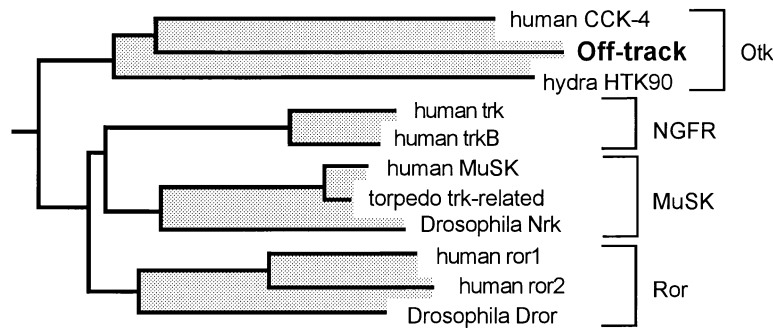 human CCK-4
Off-track
Otk
hydra HTK90
human trk
NGFR
human trkB
human MuSK
torpedo trk-related
MuSK
Drosophila Nrk
human ror1
human ror2
Ror
Drosophila Dror